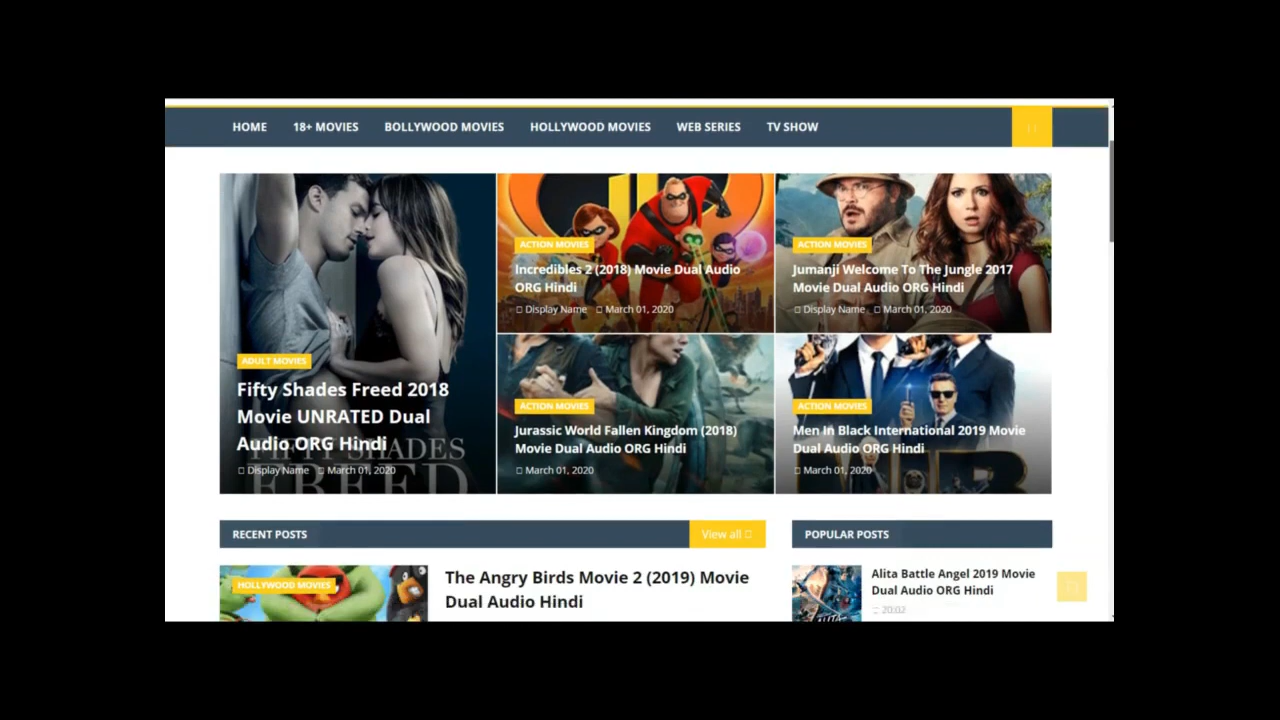 HOME 18+ MOVIES BOLLYWOOD MOVIES HOLLYWOOD MOVIES WEB SERIES TV SHOW
ADULT MOVIES
Fifty Shades Freed 2018
Movie UNRATED Dual
Audio ORG Hindi
Display Name March 01, 2020
FIFTY SHADES
FREED
ACTION MOVIES
Incredibles 2 (2018) Movie Dual Audio
ORG Hindi
Display Name March 01, 2020
ACTION MOVIES
Jumanji Welcome To The Jungle 2017
Movie Dual Audio ORG Hindi
Display Name March 01, 2020
ACTION MOVIES
Jurassic World Fallen Kingdom (2018)
Movie Dual Audio ORG Hindi
March 01, 2020
ACTION MOVIES
Men In Black International 2019 Movie
Dual Audio ORG Hindi
March 01, 2020
RECENT POSTS
View all
HOLLYWOOD MOVIES
The Angry Birds Movie 2 (2019) Movie
Dual Audio Hindi
POPULAR POSTS
Alita Battle Angel 2019 Movie
Dual Audio ORG Hindi
20:02